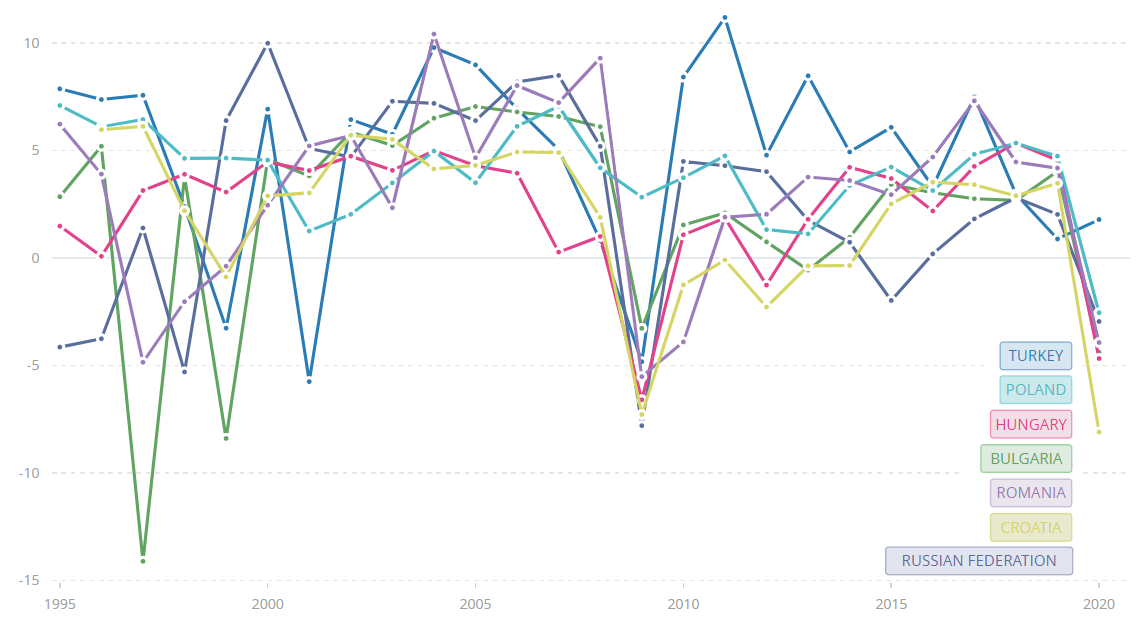 10
5
0
-5
-10
-15
TURKEY
POLAND
HUNGARY
BULGARIA
ROMANIA
CROATIA
RUSSIAN FEDERATION
1995 2000 2005 2010 2015 2020